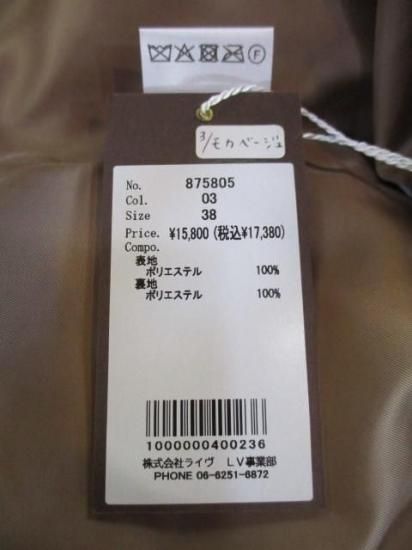 F
3/モカベージュ
No. 875805
Col. 03
Size 38
Price. ¥15,800(税込¥17,380)
Compo.
表地
ポリエステル 100%
裏地
ポリエステル 100%
1000000400236
株式会社ライヴ LV事業部
PHONE 06-6251-6872